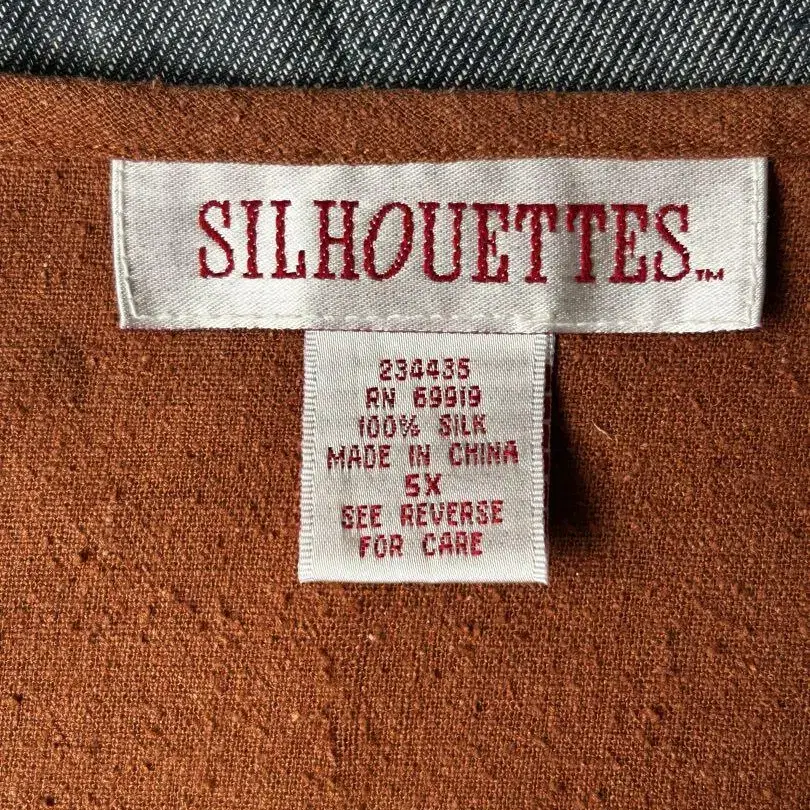 SILHOUETTES™
234435
RN 69919
100% SILK
MADE IN CHINA
5X
SEE REVERSE
FOR CARE